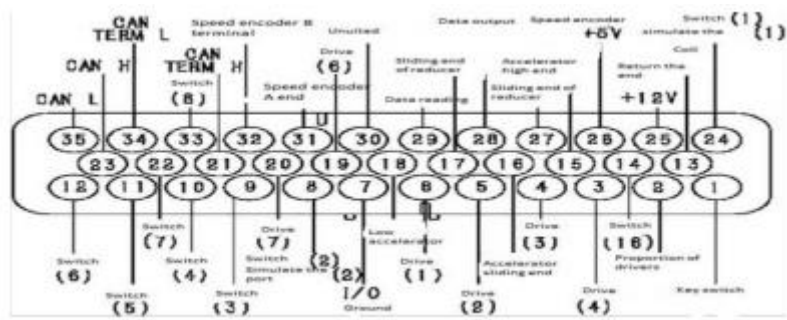 CAN
TERM L
Speed encoder B
terminal
Unulted
Data output
Speed encoder
+5V
Switch (1)
simulate the (1)
CAN H
CAN
TERM H
Drive
(6)
Sliding end
of reducer
Accelerator
high end
Coil
Return the
end
CAN L
Switch
(8)
Speed encoder
A end
Data reading
Sliding end of
reducer
+12V
35 34 33 32 31 30 29 28 27 26 25 24
23 22 21 20 19 18 17 16 15 14 13
12 11 10 9 8 7 6 5 4 3 2 1
Switch
(7)
Drive
(7)
Low
accelerator
Drive
(3)
Switch
(16)
Switch
(6)
Switch
(4)
Switch (2)
Simulate the
port (2)
Drive
(1)
Accelerator
sliding end
Proportion of
drivers
Switch
(5)
Switch
(3)
I/O
Ground
Drive
(2)
Drive
(4)
Key switch